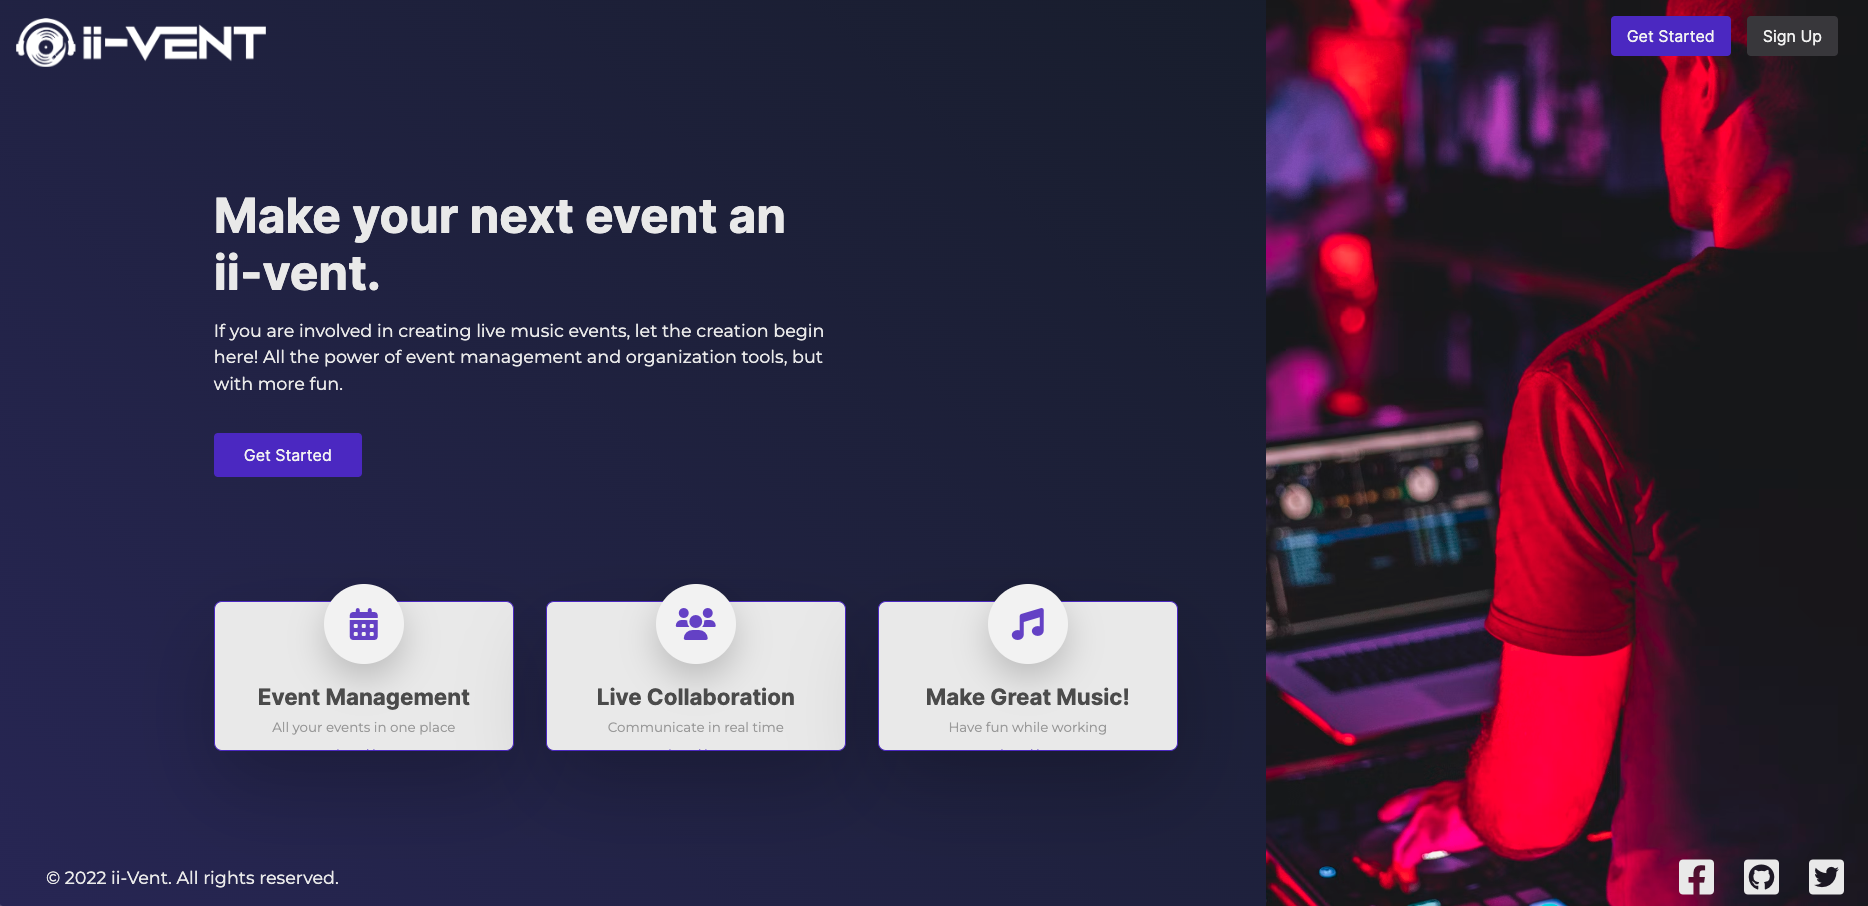 ii-VENT
Get Started
Sign Up
Make your next event an
ii-vent.
If you are involved in creating live music events, let the creation begin
here! All the power of event management and organization tools, but
with more fun.
Get Started
Event Management
All your events in one place
Live Collaboration
Communicate in real time
Make Great Music!
Have fun while working
© 2022 ii-Vent. All rights reserved.